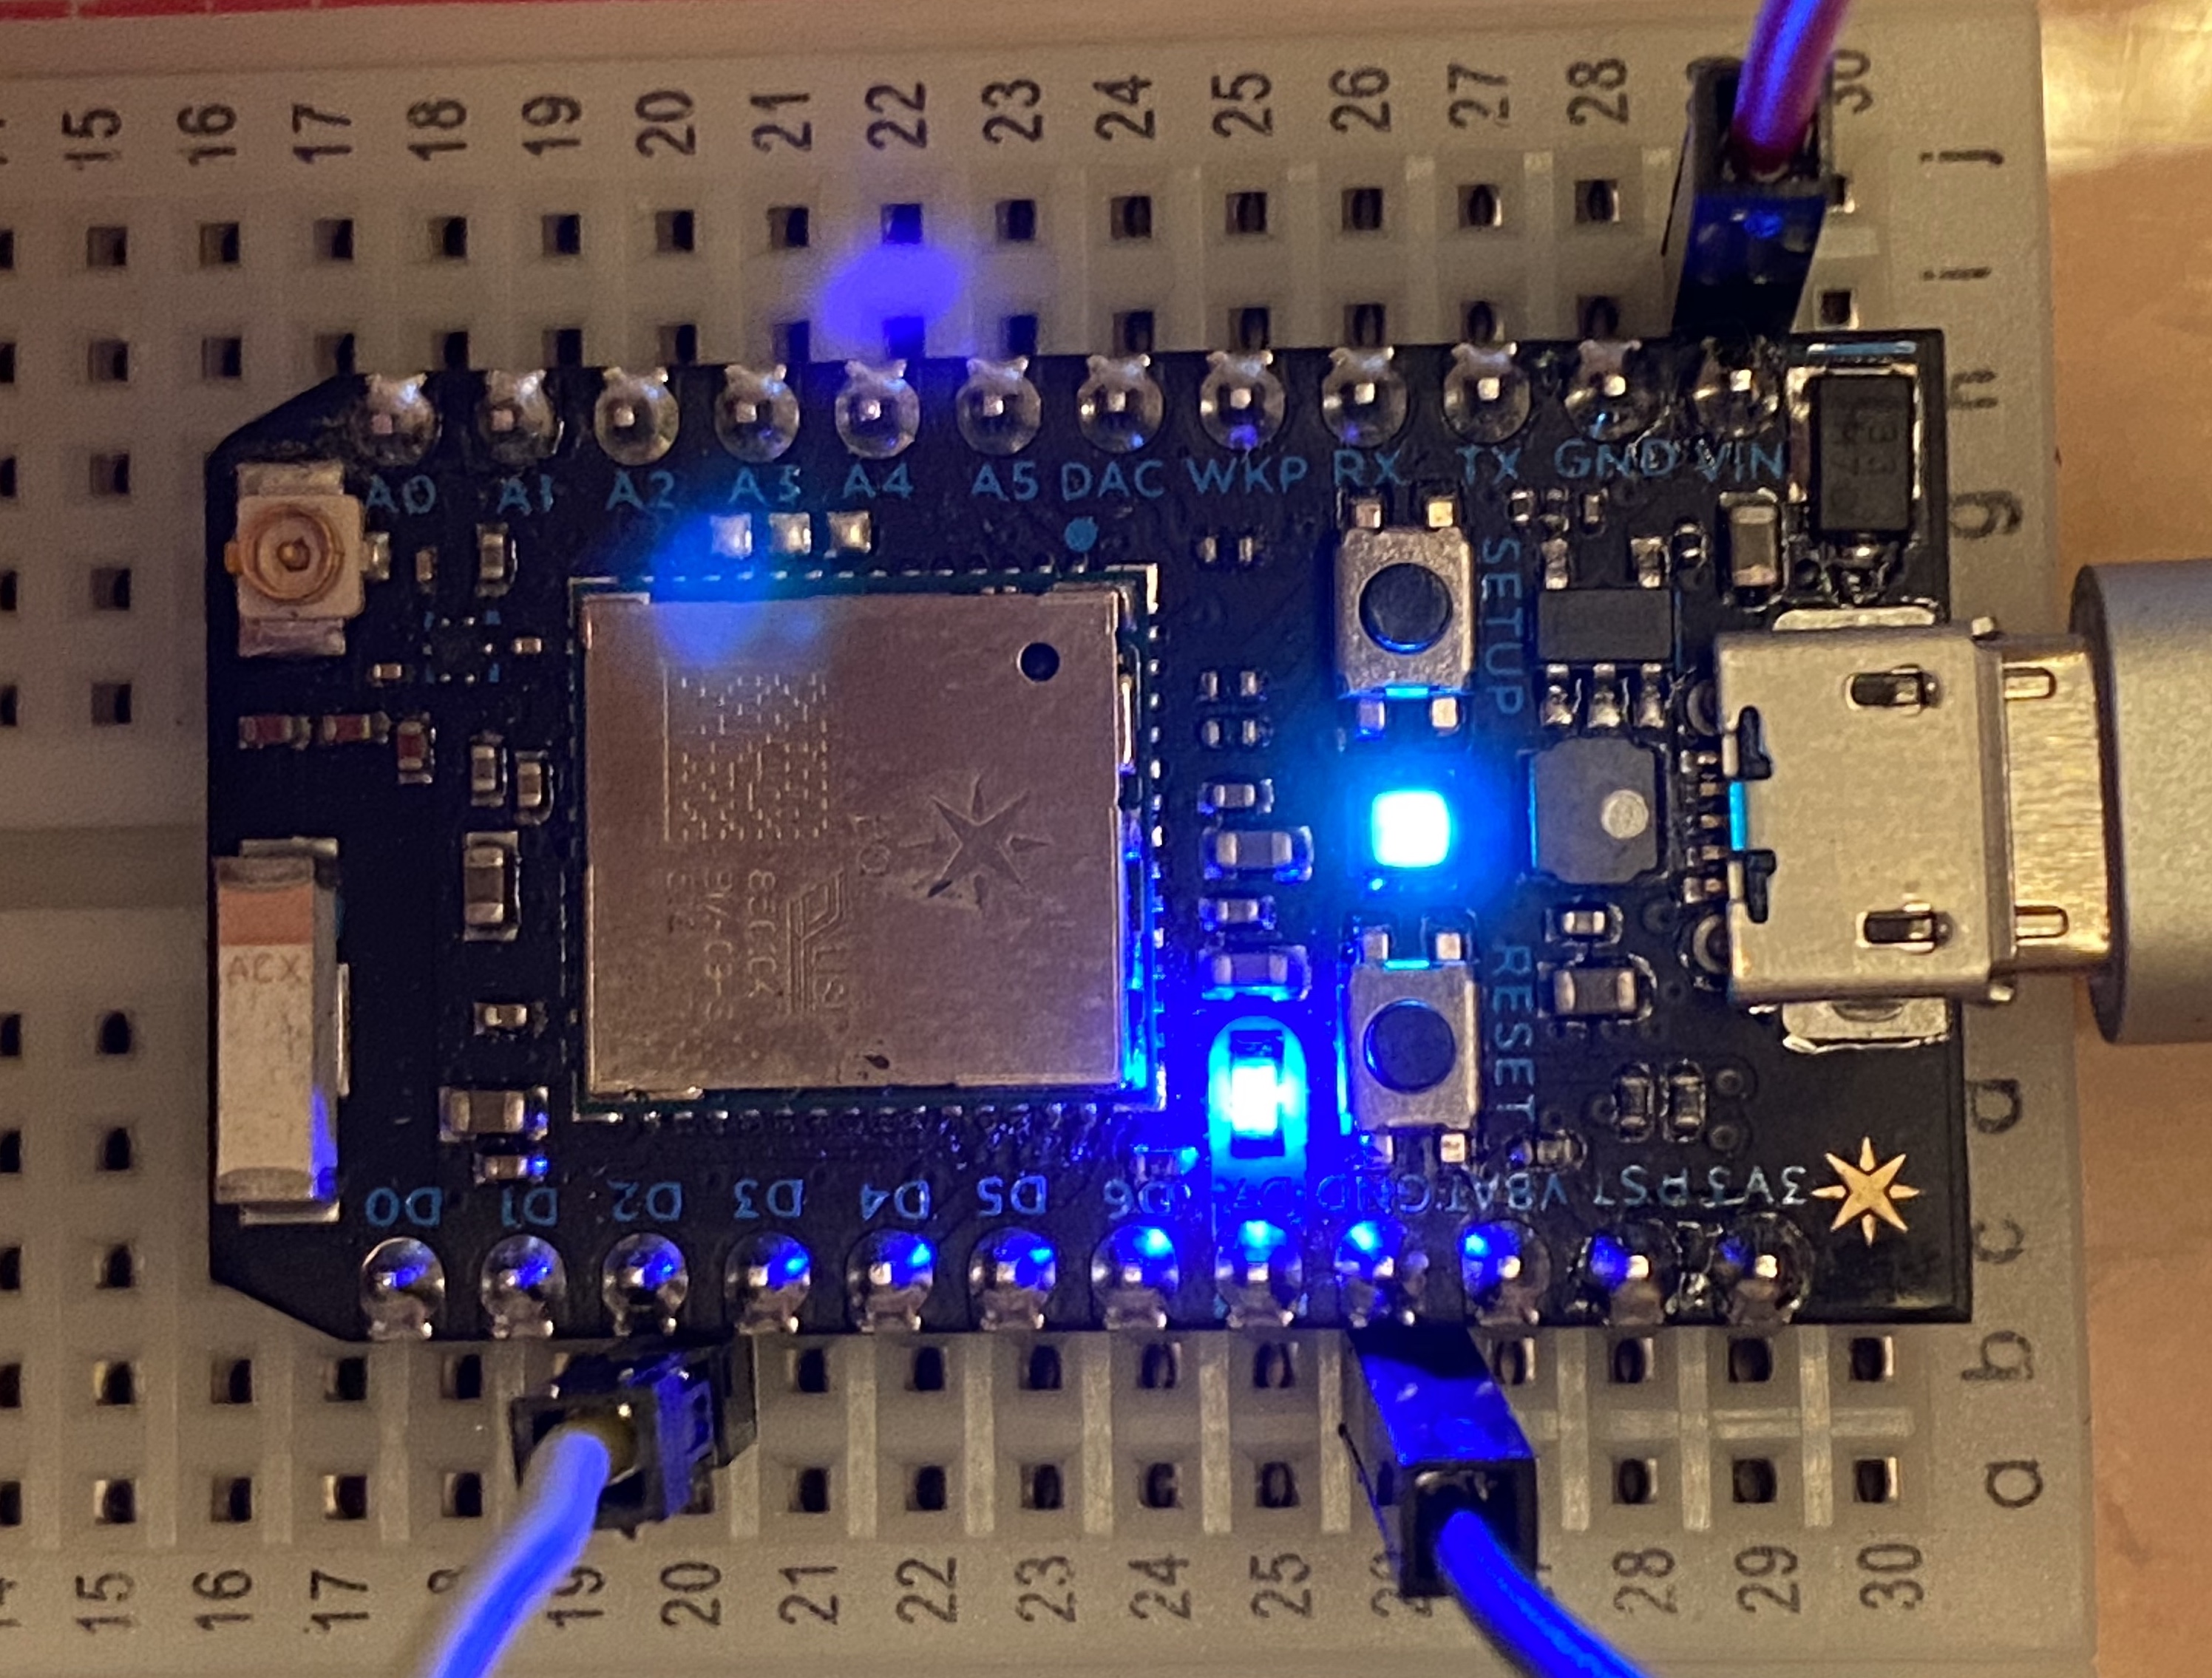 15 16 17 18 19 20 21 22 23 24 25 26 27 28 30
j
i
h
A0 A1 A2 A3 A4 A5 DAC WKP RX TX GND VIN
g
SETUP
ACX
RESET
d
D0 D1 D2 D3 D4 D5 D6 D7 GND VBAT RST 3V3
c
b
a
15 16 17 19 20 21 22 23 24 25 28 29 30